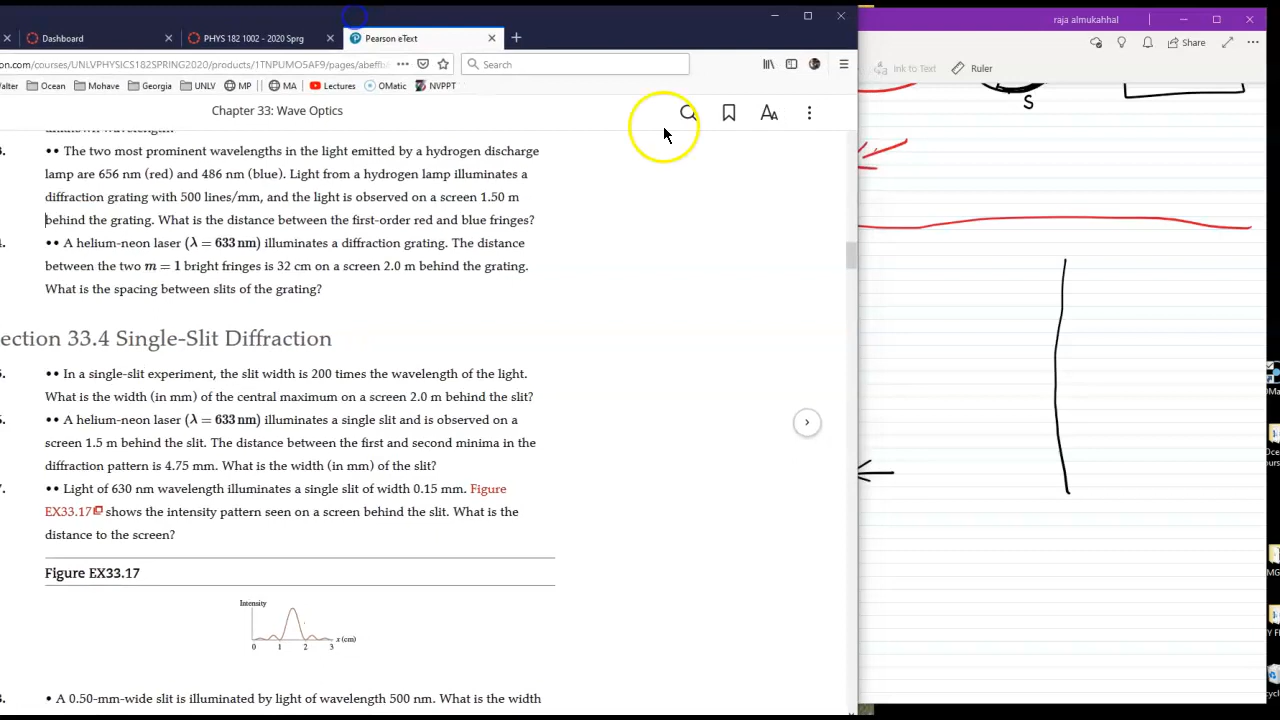 raja almukahhal
Dashboard
PHYS 182 1002 - 2020 Sprg
Pearson eText
Share
on.com/courses/UNLVPHYSICS182SPRING2020/products/1TNPUMO5AF9/pages/abeffb
Search
Ink to Text
Ruler
alter
Ocean
Mohave
Georgia
UNLV
MP
MA
Lectures
OMatic
NVPPT
Chapter 33: Wave Optics
S
unknown wavelength.
3. •• The two most prominent wavelengths in the light emitted by a hydrogen discharge
lamp are 656 nm (red) and 486 nm (blue). Light from a hydrogen lamp illuminates a
diffraction grating with 500 lines/mm, and the light is observed on a screen 1.50 m
behind the grating. What is the distance between the first-order red and blue fringes?
4. •• A helium-neon laser (λ = 633 nm) illuminates a diffraction grating. The distance
between the two m = 1 bright fringes is 32 cm on a screen 2.0 m behind the grating.
What is the spacing between slits of the grating?
ection 33.4 Single-Slit Diffraction
5. •• In a single-slit experiment, the slit width is 200 times the wavelength of the light.
What is the width (in mm) of the central maximum on a screen 2.0 m behind the slit?
6. •• A helium-neon laser (λ = 633 nm) illuminates a single slit and is observed on a
screen 1.5 m behind the slit. The distance between the first and second minima in the
diffraction pattern is 4.75 mm. What is the width (in mm) of the slit?
7. •• Light of 630 nm wavelength illuminates a single slit of width 0.15 mm. Figure
EX33.17 shows the intensity pattern seen on a screen behind the slit. What is the
distance to the screen?
Figure EX33.17
Intensity
x (cm)
0 1 2 3
8. • A 0.50-mm-wide slit is illuminated by light of wavelength 500 nm. What is the width